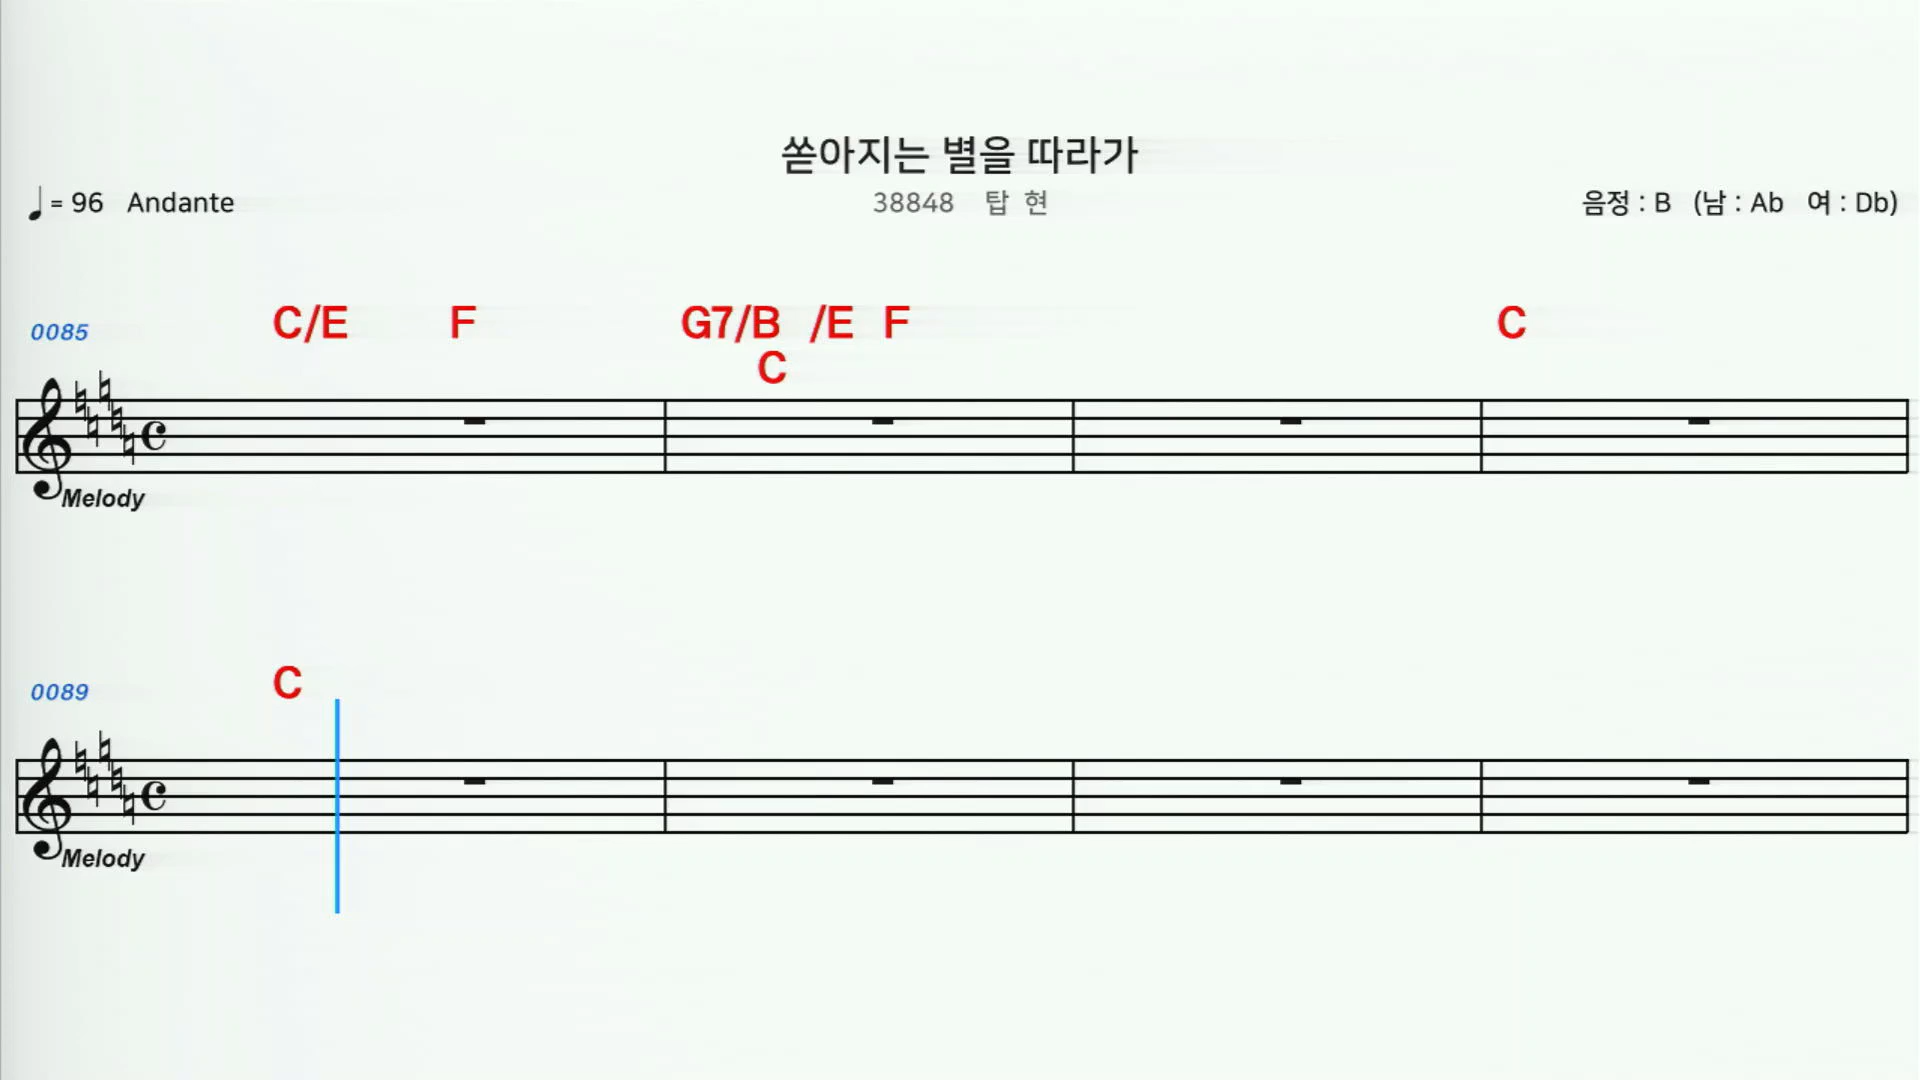 쏟아지는 별을 따라가
= 96 Andante 38848 탑 현 음정 : B (남 : Ab 여 : Db)
0085 C/E F G7/B /E F C
C
Melody
0089 C
Melody